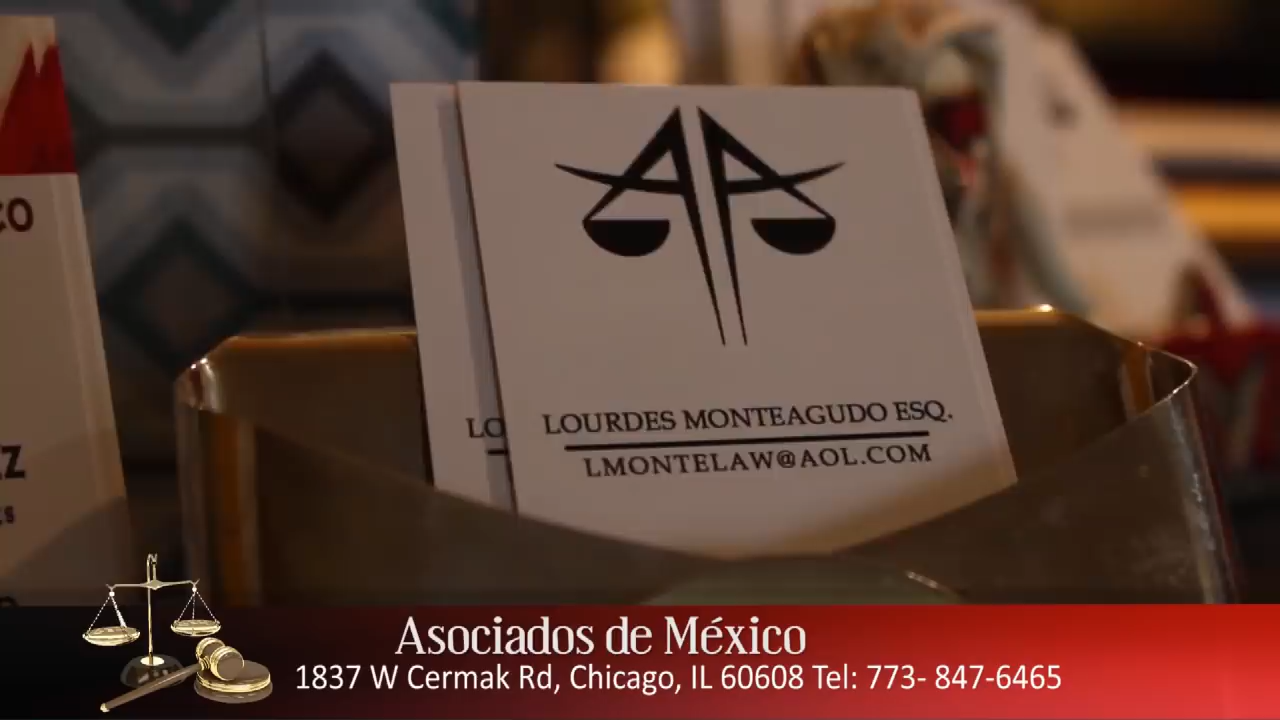 LOURDES MONTEAGUDO ESQ.
LMONTELAW@AOL.COM
LO
Asociados de México
1837 W Cermak Rd, Chicago, IL 60608 Tel: 773- 847-6465